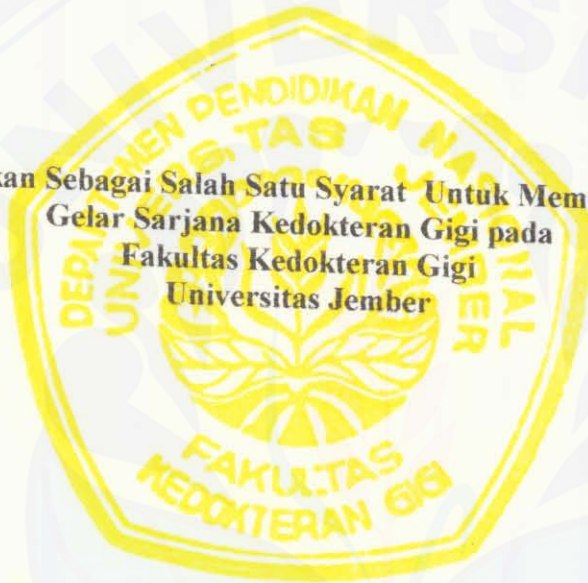 kan Sebagai Salah Satu Syarat Untuk Mem
Gelar Sarjana Kedokteran Gigi pada
Fakultas Kedokteran Gigi
Universitas Jember
DEPARTEMEN PENDIDIKAN NASIONAL
UNIVERSITAS JEMBER
FAKULTAS
KEDOKTERAN GIGI